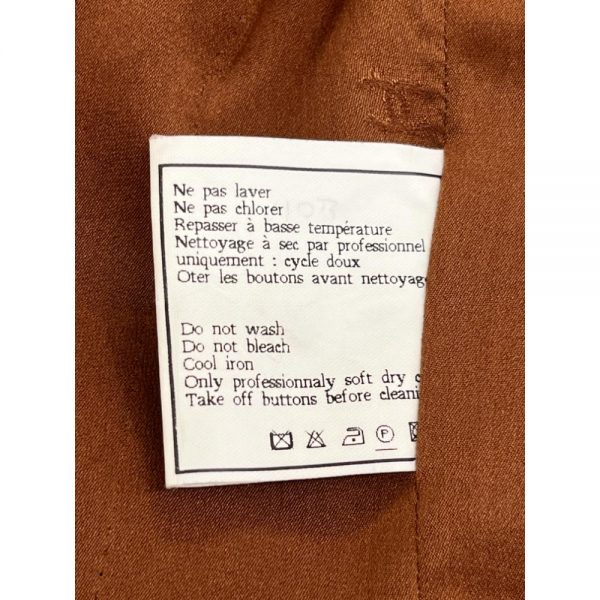 Ne pas laver
Ne pas chlorer
Repasser à basse température
Nettoyage à sec par professionnel
uniquement : cycle doux
Oter les boutons avant nettoyag
Do not wash
Do not bleach
Cool iron
Only professionnaly soft dry
Take off buttons before cleani
P